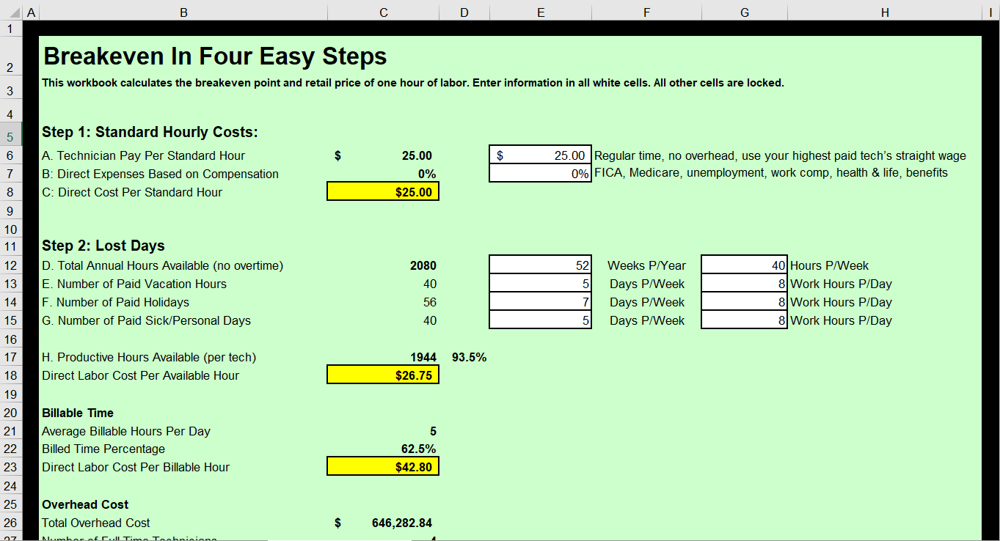 A B C D E F G H I
1
2 Breakeven In Four Easy Steps
3 This workbook calculates the breakeven point and retail price of one hour of labor. Enter information in all white cells. All other cells are locked.
4
5 Step 1: Standard Hourly Costs:
6 A. Technician Pay Per Standard Hour $ 25.00 $ 25.00 Regular time, no overhead, use your highest paid tech’s straight wage
7 B: Direct Expenses Based on Compensation 0% 0% FICA, Medicare, unemployment, work comp, health & life, benefits
8 C: Direct Cost Per Standard Hour $25.00
9
10
11 Step 2: Lost Days
12 D. Total Annual Hours Available (no overtime) 2080 52 Weeks P/Year 40 Hours P/Week
13 E. Number of Paid Vacation Hours 40 5 Days P/Week 8 Work Hours P/Day
14 F. Number of Paid Holidays 56 7 Days P/Week 8 Work Hours P/Day
15 G. Number of Paid Sick/Personal Days 40 5 Days P/Week 8 Work Hours P/Day
16
17 H. Productive Hours Available (per tech) 1944 93.5%
18 Direct Labor Cost Per Available Hour $26.75
19
20 Billable Time
21 Average Billable Hours Per Day 5
22 Billed Time Percentage 62.5%
23 Direct Labor Cost Per Billable Hour $42.80
24
25 Overhead Cost
26 Total Overhead Cost $ 646,282.84
27 Number of Full Time Technicians 4